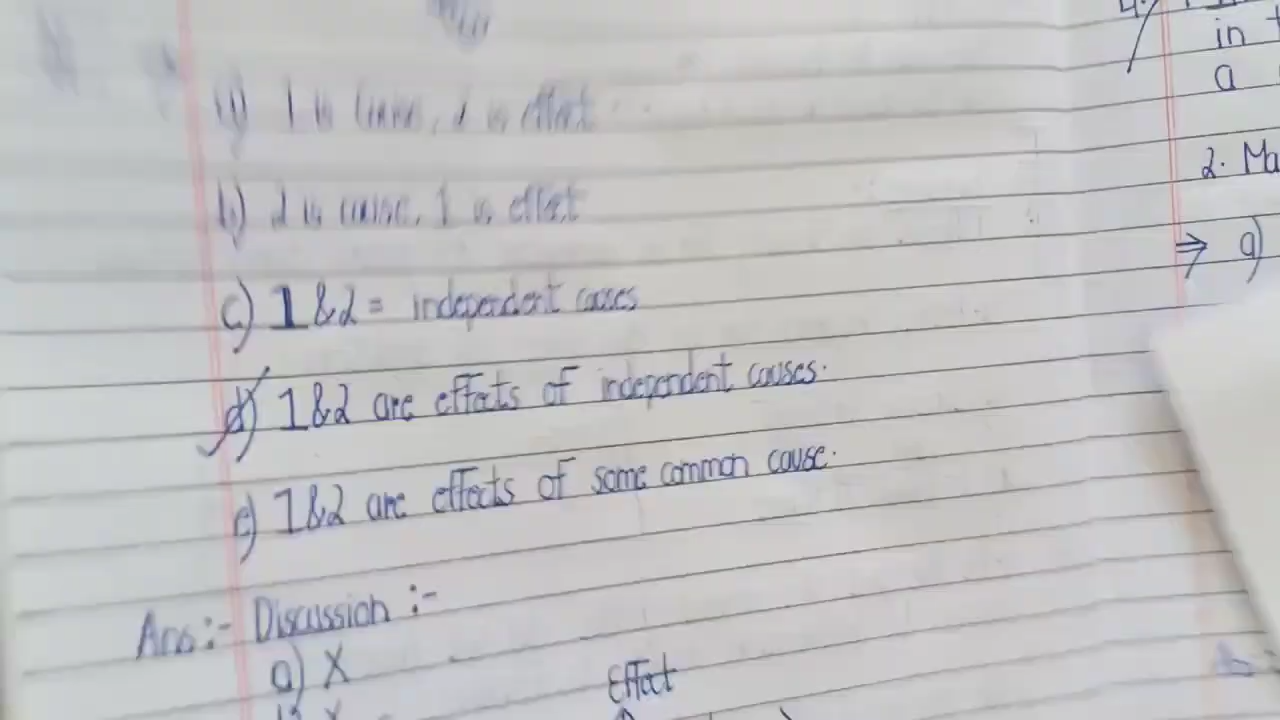 a) 1 is cause, 2 is effect
b) 2 is cause, 1 is effect
c) 1 & 2 = independent causes
d) 1 & 2 are effects of independent causes.
e) 1 & 2 are effects of some common cause.
Ans:- Discussion :-
a) X
b) X
Effect
4.
in
a
2. Ma
⇒ a)